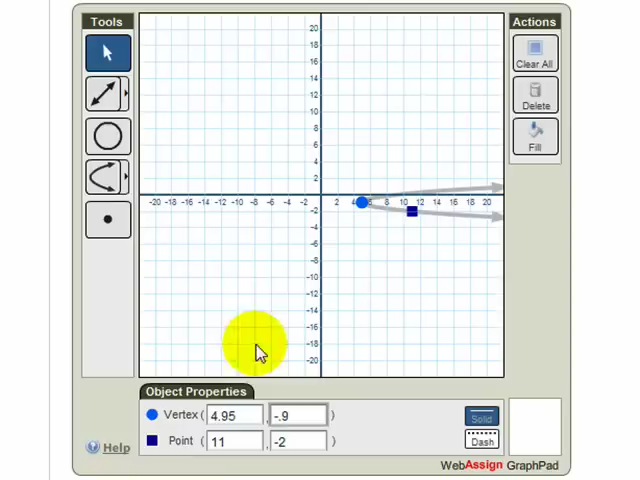 Tools
Actions
Clear All
Delete
Fill
20
18
16
14
12
10
8
6
4
2
-20 -18 -16 -14 -12 -10 -8 -6 -4 -2 2 4 6 8 10 12 14 16 18 20
-2
-4
-6
-8
-10
-12
-14
-16
-18
-20
Object Properties
Vertex ( 4.95 , -.9 )
Solid
Point ( 11 , -2 )
Dash
? Help
WebAssign GraphPad